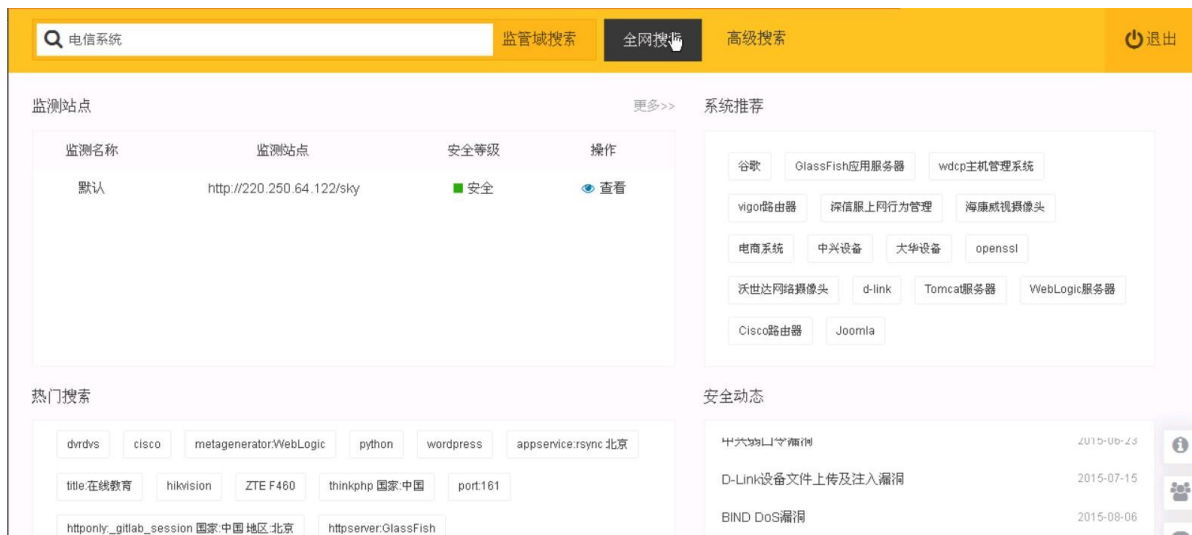 电信系统 监管域搜索 全网搜索 高级搜索 退出
监测站点 更多>>
监测名称 监测站点 安全等级 操作
默认 http://220.250.64.122/sky 安全 查看
系统推荐
谷歌 GlassFish应用服务器 wdcp主机管理系统
vigor路由器 深信服上网行为管理 海康威视摄像头
电商系统 中兴设备 大华设备 openssl
沃世达网络摄像头 d-link Tomcat服务器 WebLogic服务器
Cisco路由器 Joomla
热门搜索
dvrdvs cisco metagenerator:WebLogic python wordpress appservice:rsync 北京
title:在线教育 hikvision ZTE F460 thinkphp 国家:中国 port:161
httponly:_gitlab_session 国家:中国 地区:北京 httpserver:GlassFish
安全动态
2015-06-23
D-Link设备文件上传及注入漏洞 2015-07-15
BIND DoS漏洞 2015-08-06